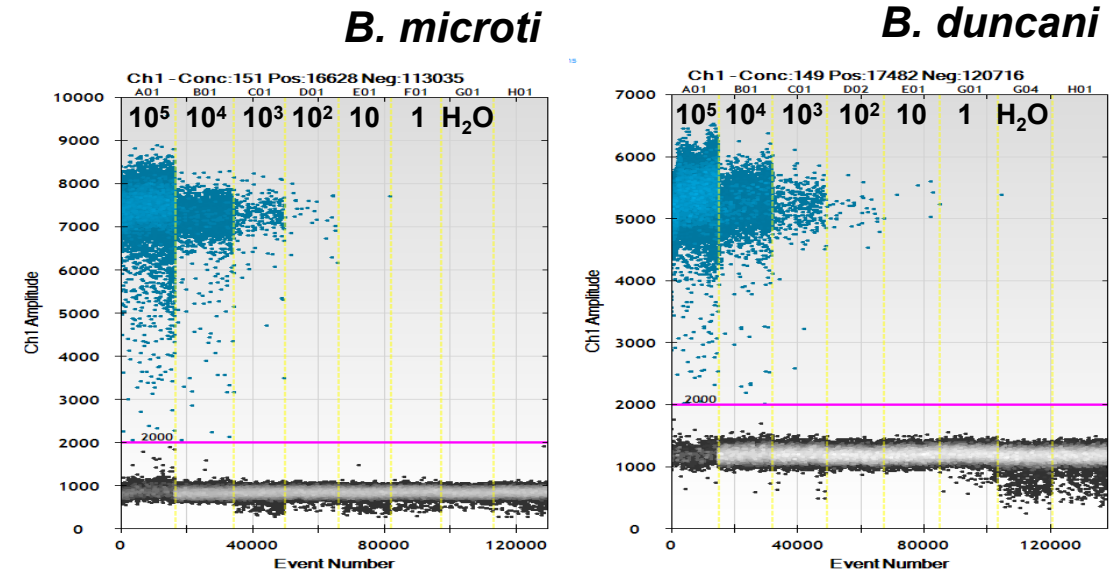 B. microti
Ch1 - Conc:151 Pos:16628 Neg:113035
A01 B01 C01 D01 E01 F01 G01 H01
10⁵ 10⁴ 10³ 10² 10 1 H₂O
10000
9000
8000
7000
6000
5000
4000
3000
2000
2000
1000
0
Ch1 Amplitude
0 40000 80000 120000
Event Number
B. duncani
Ch1 - Conc:149 Pos:17482 Neg:120716
A01 B01 C01 D02 E01 G01 G04 H01
10⁵ 10⁴ 10³ 10² 10 1 H₂O
7000
6000
5000
4000
3000
2000
2000
1000
0
Ch1 Amplitude
0 40000 80000 120000
Event Number